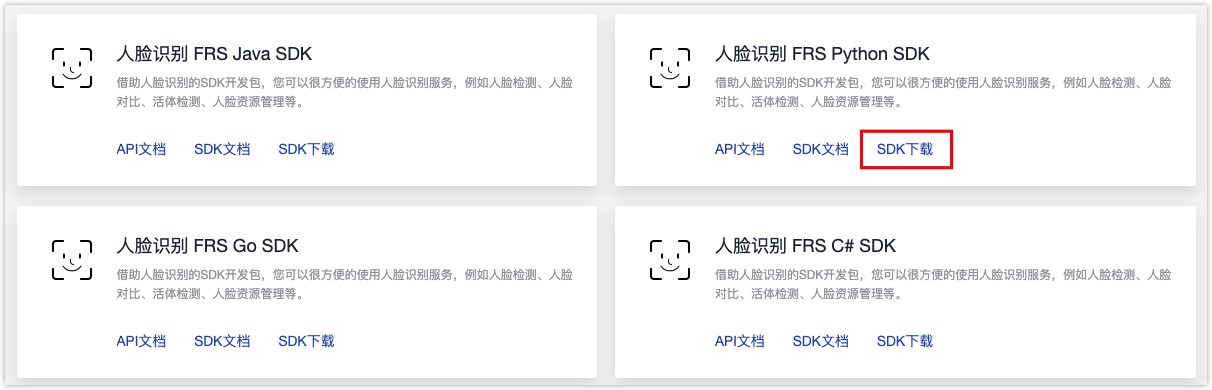 人脸识别 FRS Java SDK
借助人脸识别的SDK开发包，您可以很方便的使用人脸识别服务，例如人脸检测、人脸
对比、活体检测、人脸资源管理等。
API文档 SDK文档 SDK下载
人脸识别 FRS Python SDK
借助人脸识别的SDK开发包，您可以很方便的使用人脸识别服务，例如人脸检测、人脸
对比、活体检测、人脸资源管理等。
API文档 SDK文档 SDK下载
人脸识别 FRS Go SDK
借助人脸识别的SDK开发包，您可以很方便的使用人脸识别服务，例如人脸检测、人脸
对比、活体检测、人脸资源管理等。
API文档 SDK文档 SDK下载
人脸识别 FRS C# SDK
借助人脸识别的SDK开发包，您可以很方便的使用人脸识别服务，例如人脸检测、人脸
对比、活体检测、人脸资源管理等。
API文档 SDK文档 SDK下载